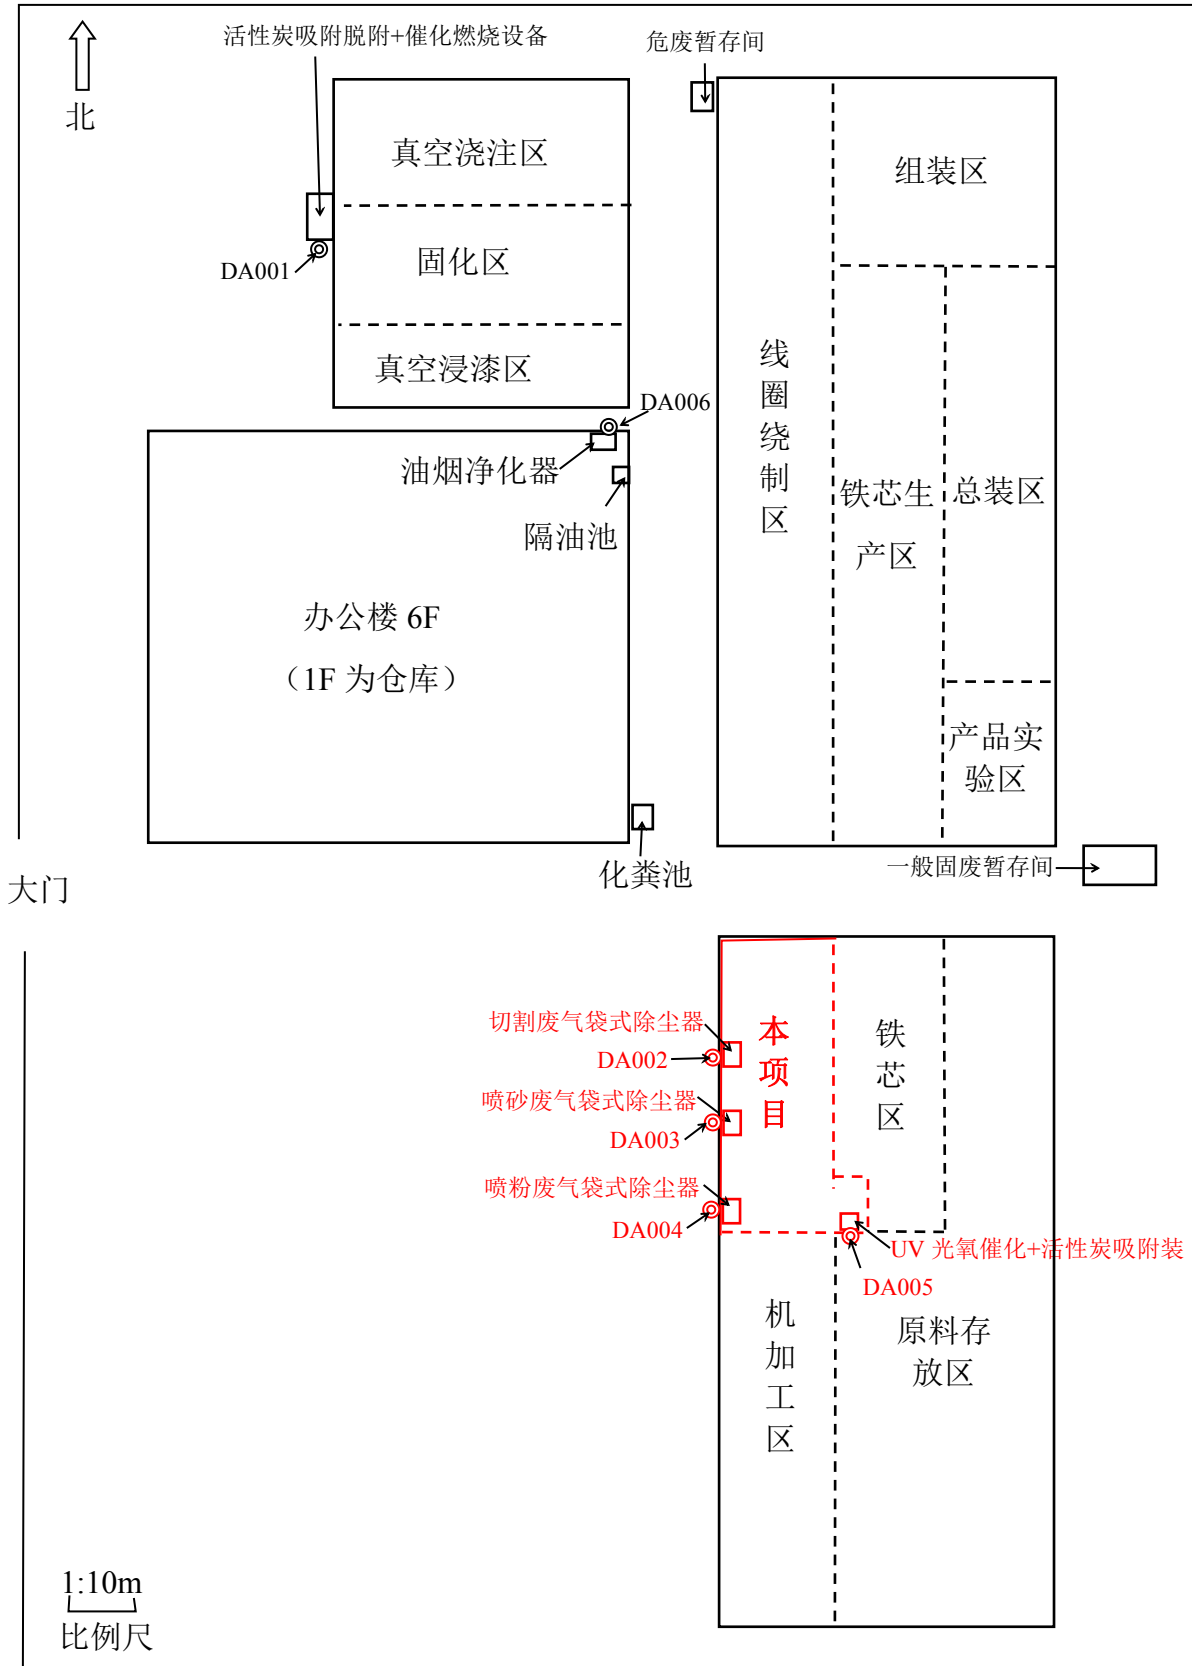 活性炭吸附脱附+催化燃烧设备
危废暂存间
北
真空浇注区
组装区
DA001
固化区
真空浸漆区
线圈绕制区
DA006
油烟净化器
隔油池
铁芯生
产区
总装区
办公楼 6F
（1F 为仓库）
产品实
验区
化粪池
一般固废暂存间
大门
切割废气袋式除尘器
DA002
本项目
铁芯区
喷砂废气袋式除尘器
DA003
喷粉废气袋式除尘器
DA004
UV 光氧催化+活性炭吸附装
DA005
机加工区
原料存
放区
1:10m
比例尺